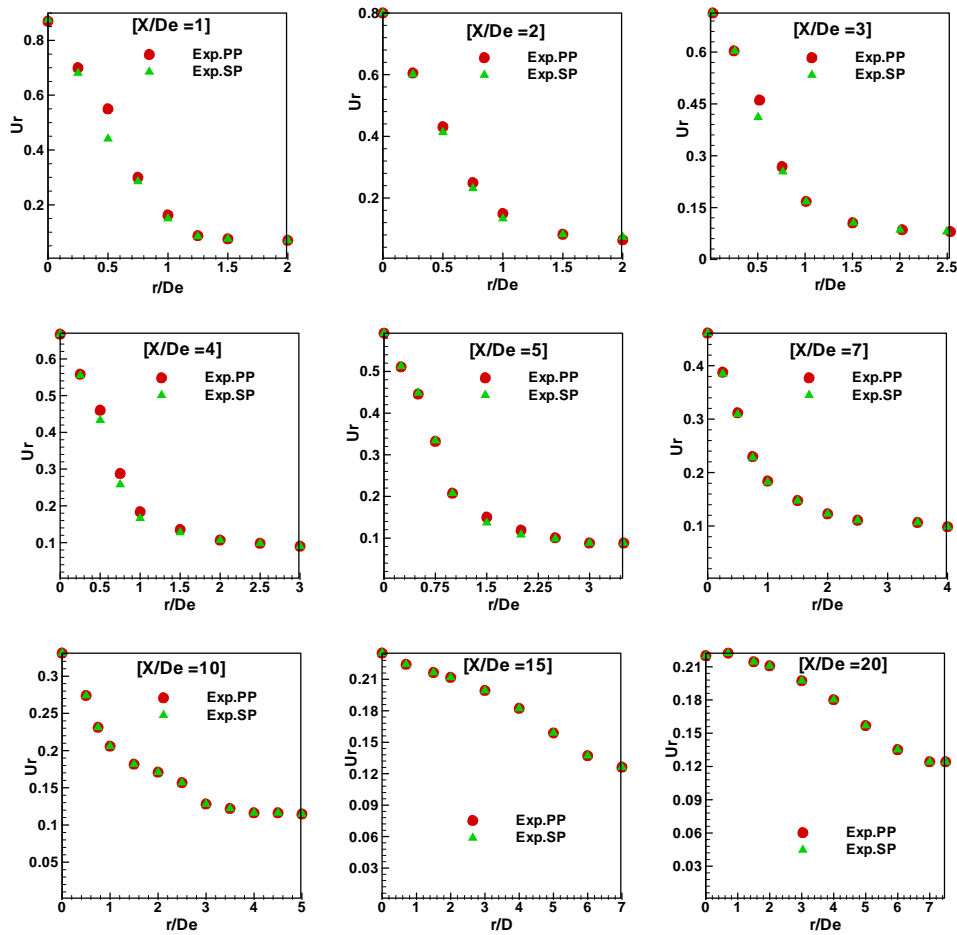 [X/De =1]
Exp.PP
Exp.SP
Ur
0.8
0.6
0.4
0.2
0 0.5 1 1.5 2
r/De
[X/De =2]
Exp.PP
Exp.SP
Ur
0.8
0.6
0.4
0.2
0
0 0.5 1 1.5 2
r/De
[X/De =3]
Exp.PP
Exp.SP
Ur
0.6
0.45
0.3
0.15
0
0.5 1 1.5 2 2.5
r/De
[X/De =4]
Exp.PP
Exp.SP
Ur
0.6
0.5
0.4
0.3
0.2
0.1
0 0.5 1 1.5 2 2.5 3
r/De
[X/De =5]
Exp.PP
Exp.SP
Ur
0.5
0.4
0.3
0.2
0.1
0 0.75 1.5 2.25 3
r/De
[X/De =7]
Exp.PP
Exp.SP
Ur
0.4
0.3
0.2
0.1
0 1 2 3 4
r/De
[X/De =10]
Exp.PP
Exp.SP
Ur
0.3
0.25
0.2
0.15
0.1
0.05
0 1 2 3 4 5
r/De
[X/De =15]
Exp.PP
Exp.SP
Ur
0.21
0.18
0.15
0.12
0.09
0.06
0.03
0 1 2 3 4 5 6 7
r/D
[X/De =20]
Exp.PP
Exp.SP
Ur
0.21
0.18
0.15
0.12
0.09
0.06
0.03
0 1 2 3 4 5 6 7
r/De